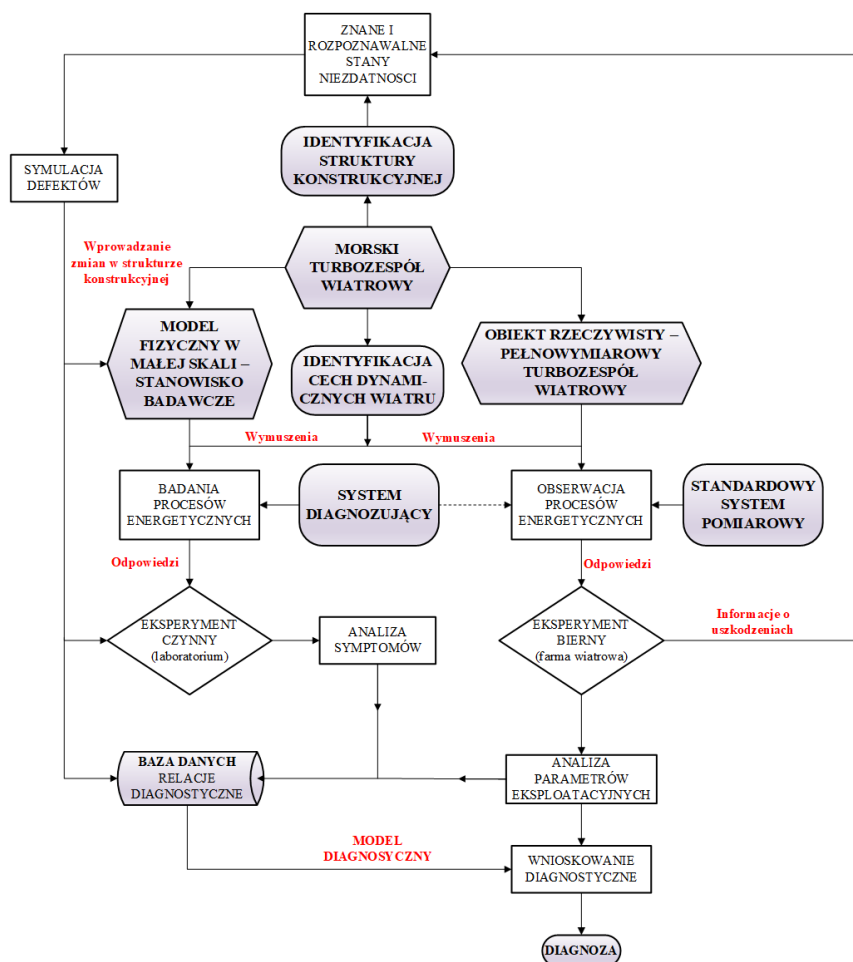 ZNANE I
ROZPOZNAWALNE
STANY
NIEZDATNOŚCI
IDENTYFIKACJA
STRUKTURY
KONSTRUKCYJNEJ
SYMULACJA
DEFEKTÓW
Wprowadzanie
zmian w strukturze
konstrukcyjnej
MORSKI
TURBOZESPÓŁ
WIATROWY
MODEL
FIZYCZNY W
MAŁEJ SKALI –
STANOWISKO
BADAWCZE
IDENTYFIKACJA
CECH DYNAMI-
CZNYCH WIATRU
OBIEKT RZECZYWISTY –
PEŁNOWYMIAROWY
TURBOZESPÓŁ
WIATROWY
Wymuszenia
Wymuszenia
BADANIA
PROCESÓW
ENERGETYCZNYCH
SYSTEM
DIAGNOZUJĄCY
OBSERWACJA
PROCESÓW
ENERGETYCZNYCH
STANDARDOWY
SYSTEM
POMIAROWY
Odpowiedzi
Odpowiedzi
EKSPERYMENT
CZYNNY
(laboratorium)
ANALIZA
SYMPTOMÓW
EKSPERYMENT
BIERNY
(farma wiatrowa)
Informacje o
uszkodzeniach
BAZA DANYCH
RELACJE
DIAGNOSTYCZNE
ANALIZA
PARAMETRÓW
EKSPLOATACYJNYCH
MODEL
DIAGNOSYCZNY
WNIOSKOWANIE
DIAGNOSTYCZNE
DIAGNOZA